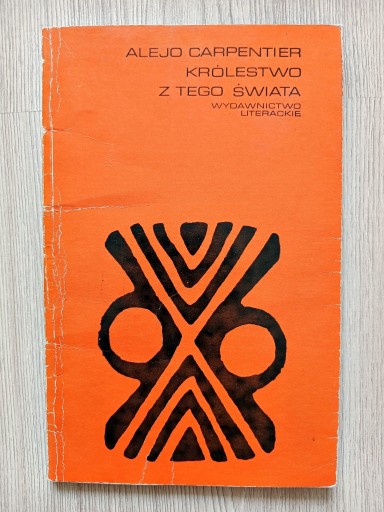 ALEJO CARPENTIER
KRÓLESTWO
Z TEGO ŚWIATA
WYDAWNICTWO
LITERACKIE